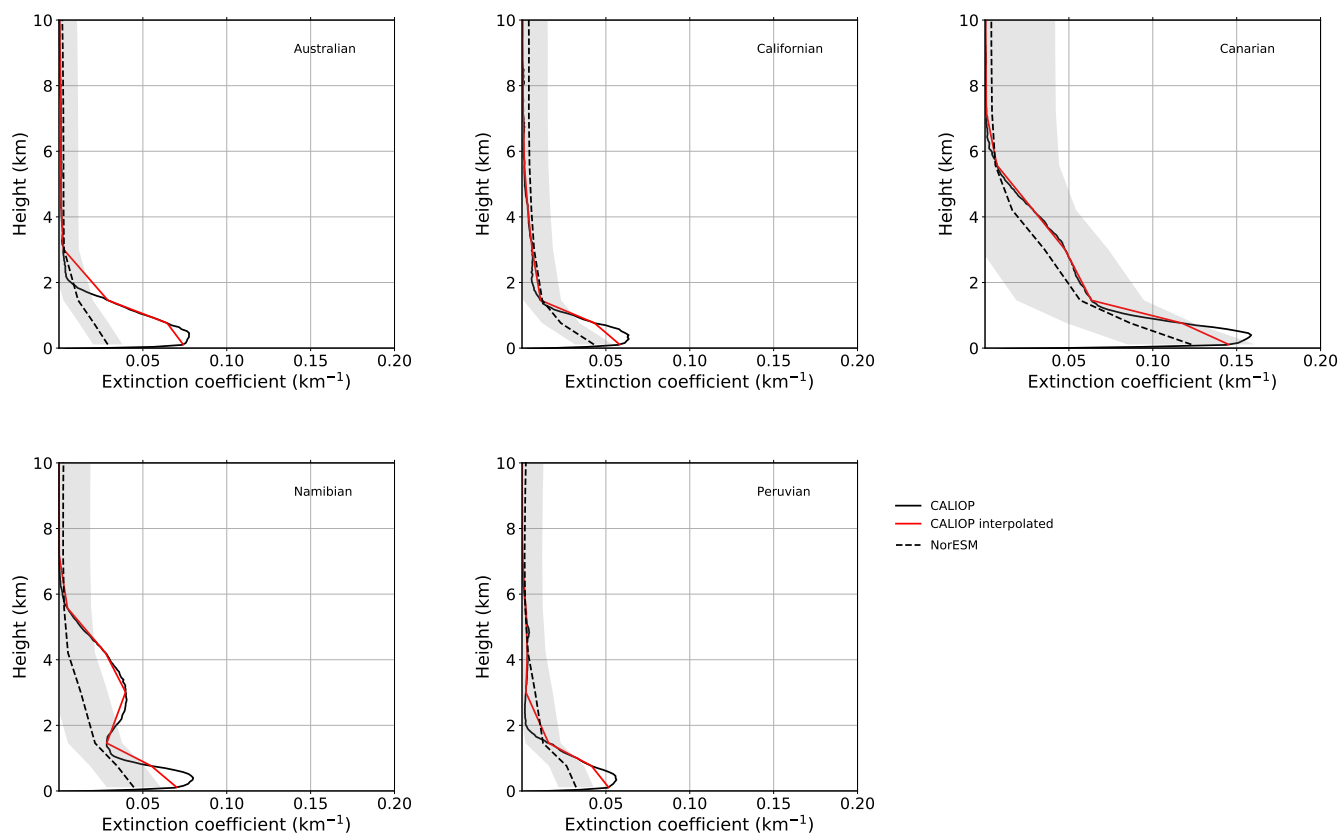 Australian
10
8
6
4
2
0
Height (km)
0.05 0.10 0.15 0.20
Extinction coefficient (km⁻¹)
Californian
10
8
6
4
2
0
Height (km)
0.05 0.10 0.15 0.20
Extinction coefficient (km⁻¹)
Canarian
10
8
6
4
2
0
Height (km)
0.05 0.10 0.15 0.20
Extinction coefficient (km⁻¹)
Namibian
10
8
6
4
2
0
Height (km)
0.05 0.10 0.15 0.20
Extinction coefficient (km⁻¹)
Peruvian
10
8
6
4
2
0
Height (km)
0.05 0.10 0.15 0.20
Extinction coefficient (km⁻¹)
CALIOP
CALIOP interpolated
NorESM